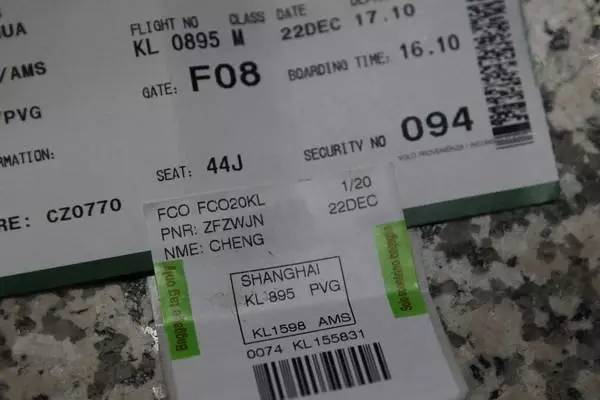 HUA
FLIGHT NO CLASS DATE
KL 0895 M 22DEC 17.10
/AMS
GATE: F08 BOARDING TIME: 16.10
/PVG
RMATION:
SEAT: 44J SECURITY NO 094
RE: CZ0770
FCO FCO20KL 1/20
PNR: ZFZWJN 22DEC
NME: CHENG
SHANGHAI
KL 895 PVG
KL1598 AMS
0074 KL155831